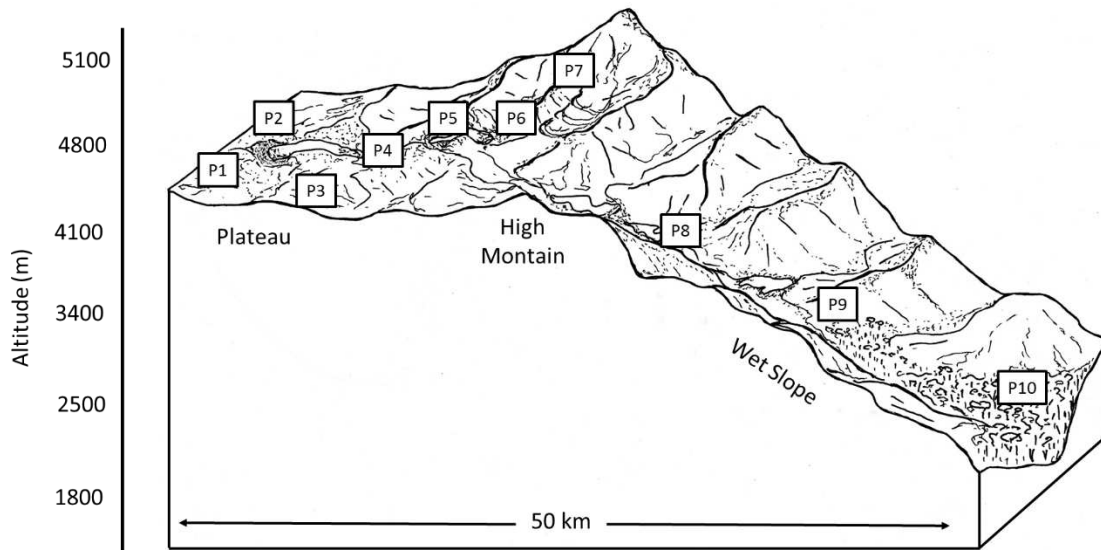 5100
4800
4100
3400
2500
1800
Altitude (m)
P7
P2
P5
P6
P4
P1
P3
P8
P9
P10
Plateau
High
Montain
Wet Slope
50 km